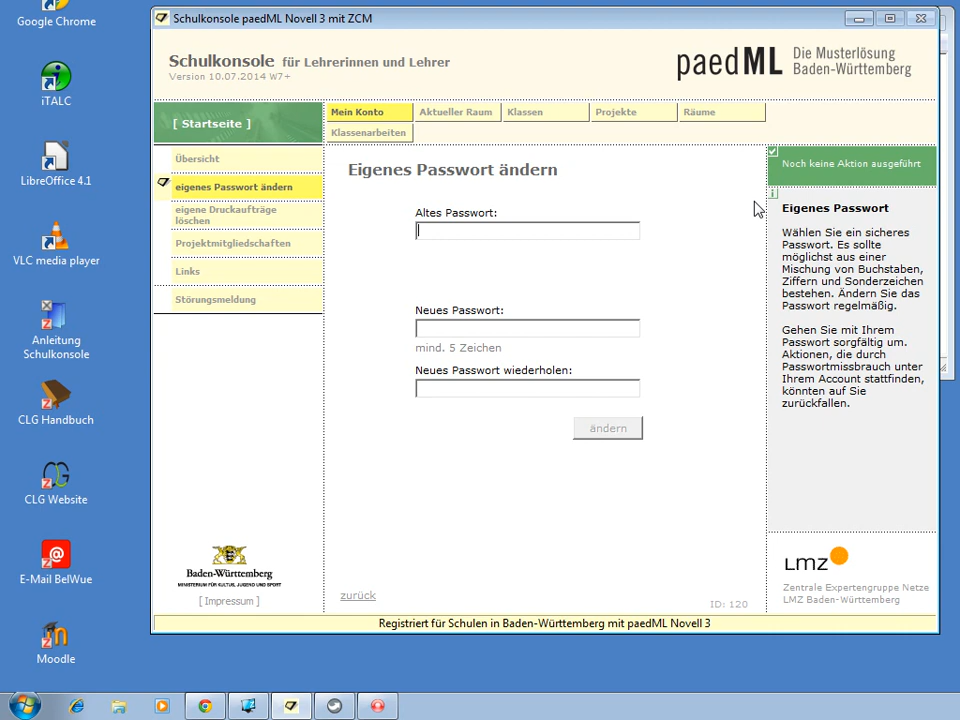 Google Chrome
iTALC
LibreOffice 4.1
VLC media player
Anleitung
Schulkonsole
CLG Handbuch
CLG Website
E-Mail BelWue
Moodle
Schulkonsole paedML Novell 3 mit ZCM
Schulkonsole für Lehrerinnen und Lehrer
Version 10.07.2014 W7+
paedML Die Musterlösung
Baden-Württemberg
[ Startseite ]
Mein Konto Aktueller Raum Klassen Projekte Räume
Klassenarbeiten
Übersicht
eigenes Passwort ändern
eigene Druckaufträge
löschen
Projektmitgliedschaften
Links
Störungsmeldung
Eigenes Passwort ändern
Altes Passwort:
Neues Passwort:
mind. 5 Zeichen
Neues Passwort wiederholen:
ändern
Noch keine Aktion ausgeführt
Eigenes Passwort
Wählen Sie ein sicheres
Passwort. Es sollte
möglichst aus einer
Mischung von Buchstaben,
Ziffern und Sonderzeichen
bestehen. Ändern Sie das
Passwort regelmäßig.
Gehen Sie mit Ihrem
Passwort sorgfältig um.
Aktionen, die durch
Passwortmissbrauch unter
Ihrem Account stattfinden,
könnten auf Sie
zurückfallen.
Baden-Württemberg
MINISTERIUM FÜR KULTUS, JUGEND UND SPORT
[ Impressum ]
zurück
ID: 120
LMZ
Zentrale Expertengruppe Netze
LMZ Baden-Württemberg
Registriert für Schulen in Baden-Württemberg mit paedML Novell 3